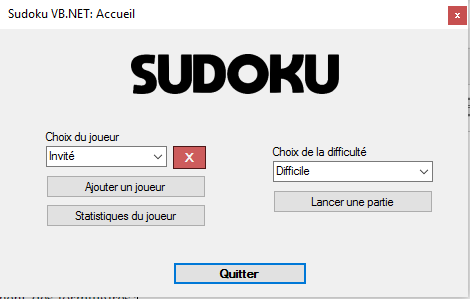 Sudoku VB.NET: Accueil
x
SUDOKU
Choix du joueur
Invité
X
Ajouter un joueur
Statistiques du joueur
Choix de la difficulté
Difficile
Lancer une partie
Quitter